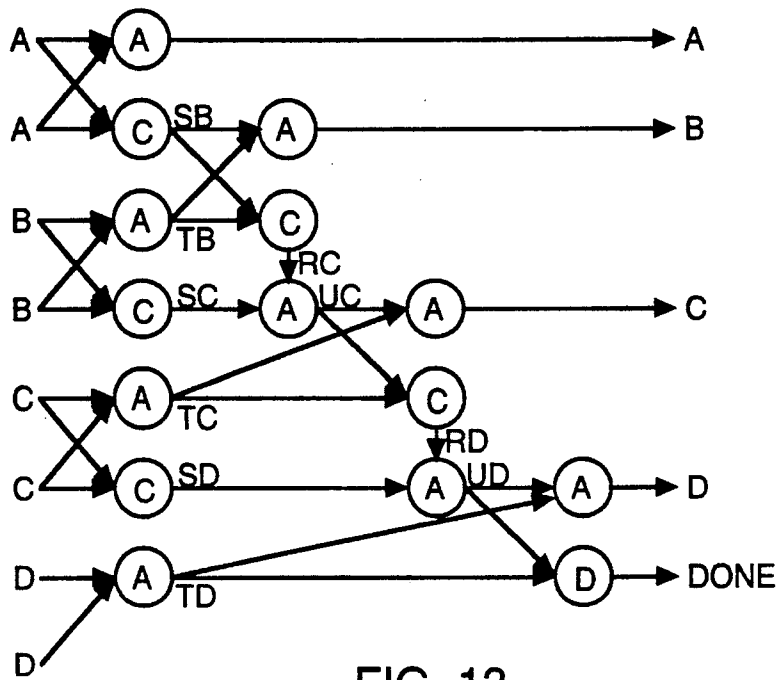 A A A
A C SB A B
B A TB C
RC
B C SC A UC A C
C A TC C
RD
C C SD A UD A D
D A TD D DONE
D
FIG. 12